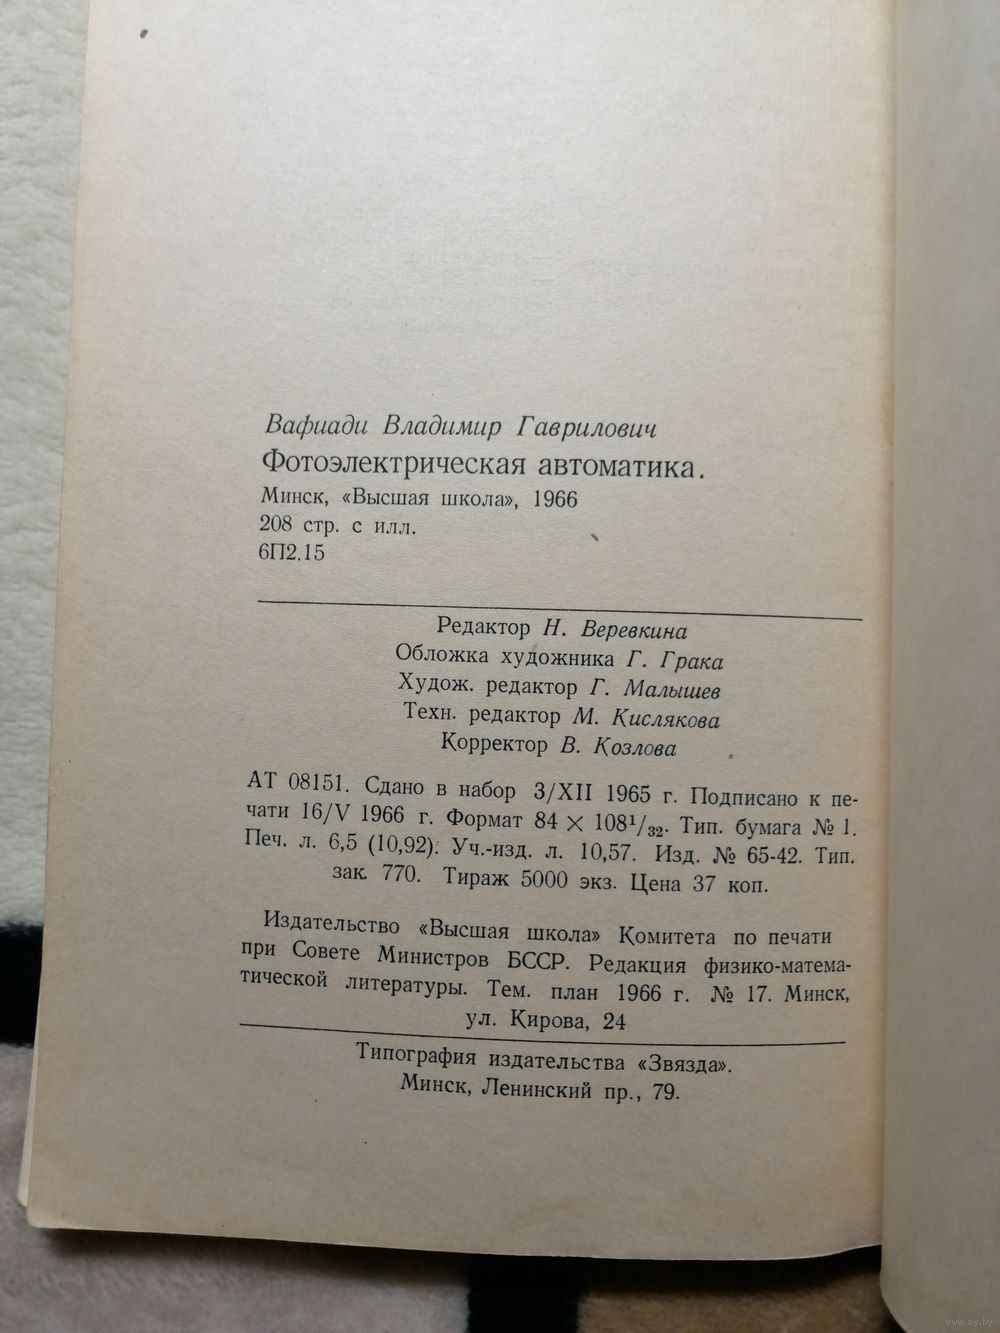 Вафиади Владимир Гаврилович
Фотоэлектрическая автоматика.
Минск, «Высшая школа», 1966
208 стр. с илл.
6П2.15
Редактор Н. Веревкина
Обложка художника Г. Грака
Худож. редактор Г. Малышев
Техн. редактор М. Кислякова
Корректор В. Козлова
АТ 08151. Сдано в набор 3/XII 1965 г. Подписано к пе-
чати 16/V 1966 г. Формат 84 × 108¹/₃₂. Тип. бумага № 1.
Печ. л. 6,5 (10,92). Уч.-изд. л. 10,57. Изд. № 65-42. Тип.
зак. 770. Тираж 5000 экз. Цена 37 коп.
Издательство «Высшая школа» Комитета по печати
при Совете Министров БССР. Редакция физико-матема-
тической литературы. Тем. план 1966 г. № 17. Минск,
ул. Кирова, 24
Типография издательства «Звязда».
Минск, Ленинский пр., 79.
www.ay.by